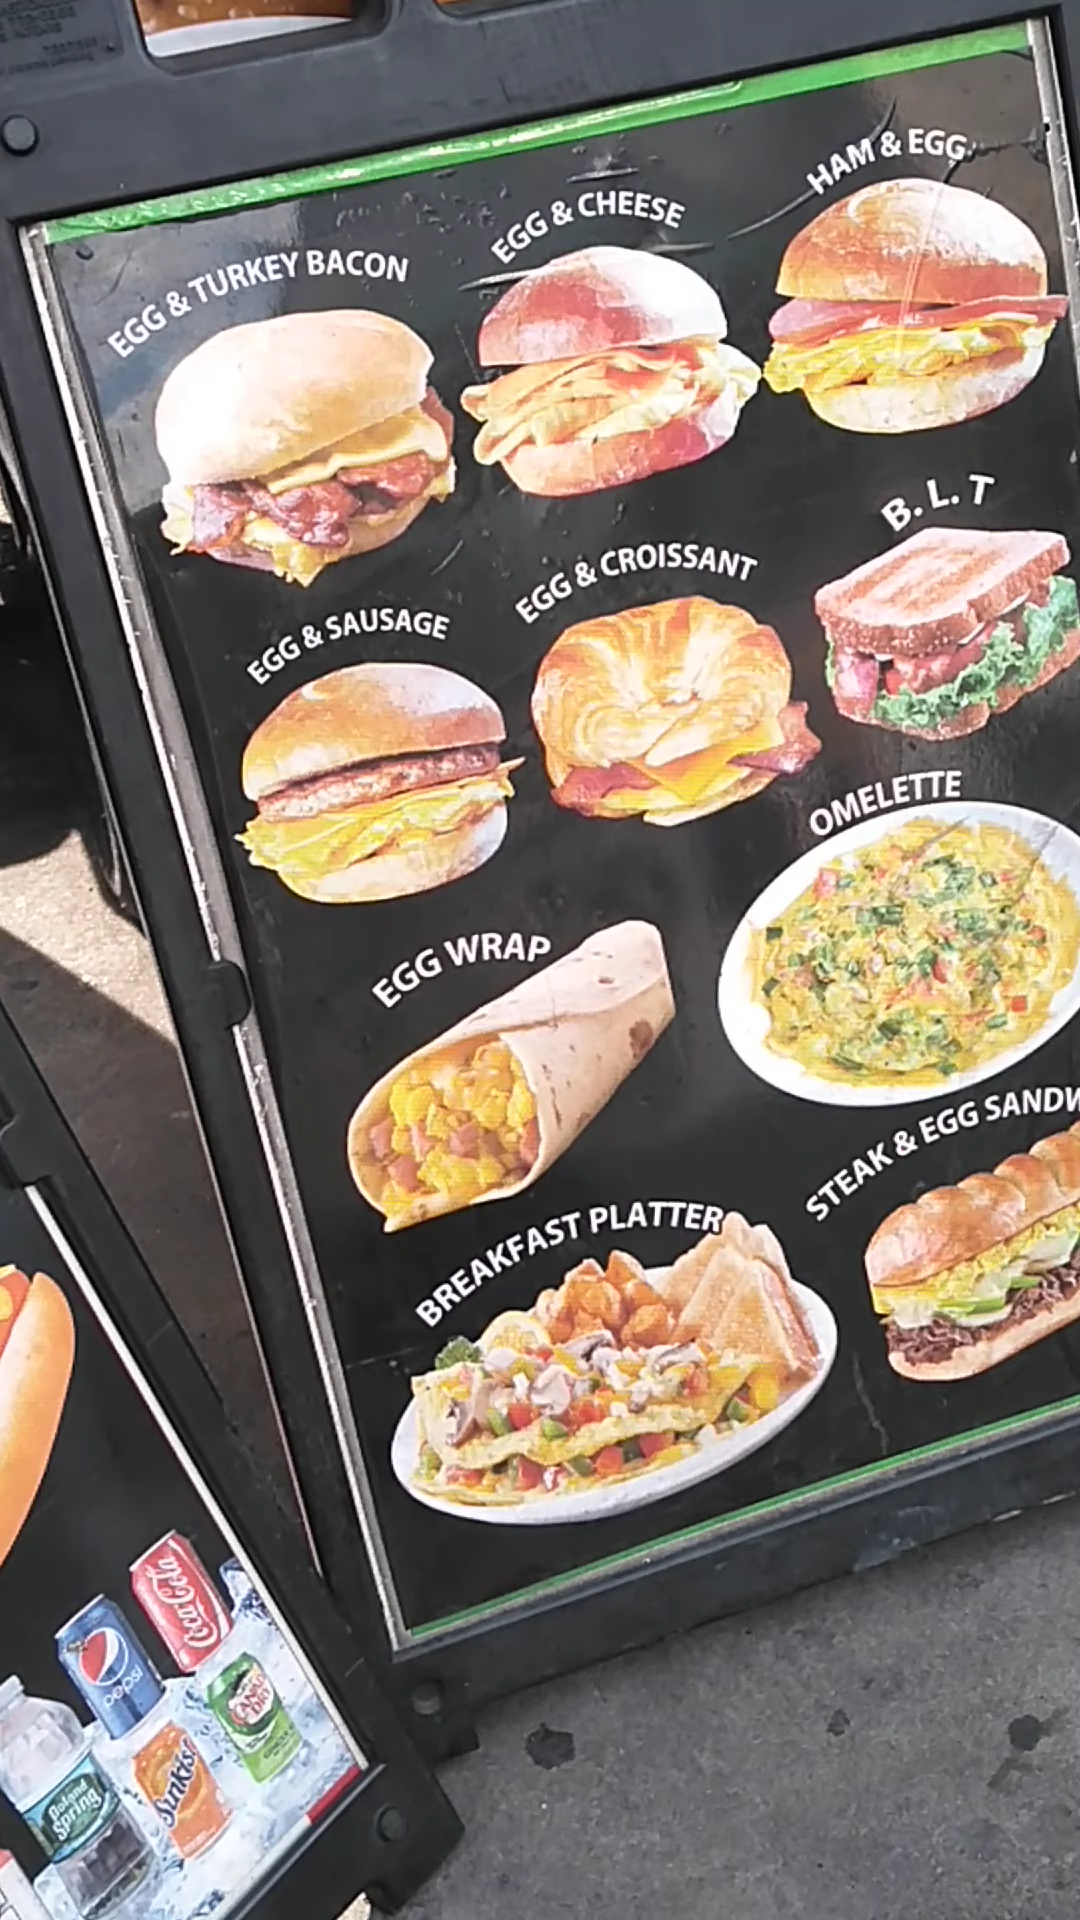 HAM & EGG
EGG & CHEESE
EGG & TURKEY BACON
B. L. T
EGG & CROISSANT
EGG & SAUSAGE
OMELETTE
EGG WRAP
STEAK & EGG
BREAKFAST PLATTER
Coca-Cola
pepsi
CANADA DRY
Sunkist
Poland Spring